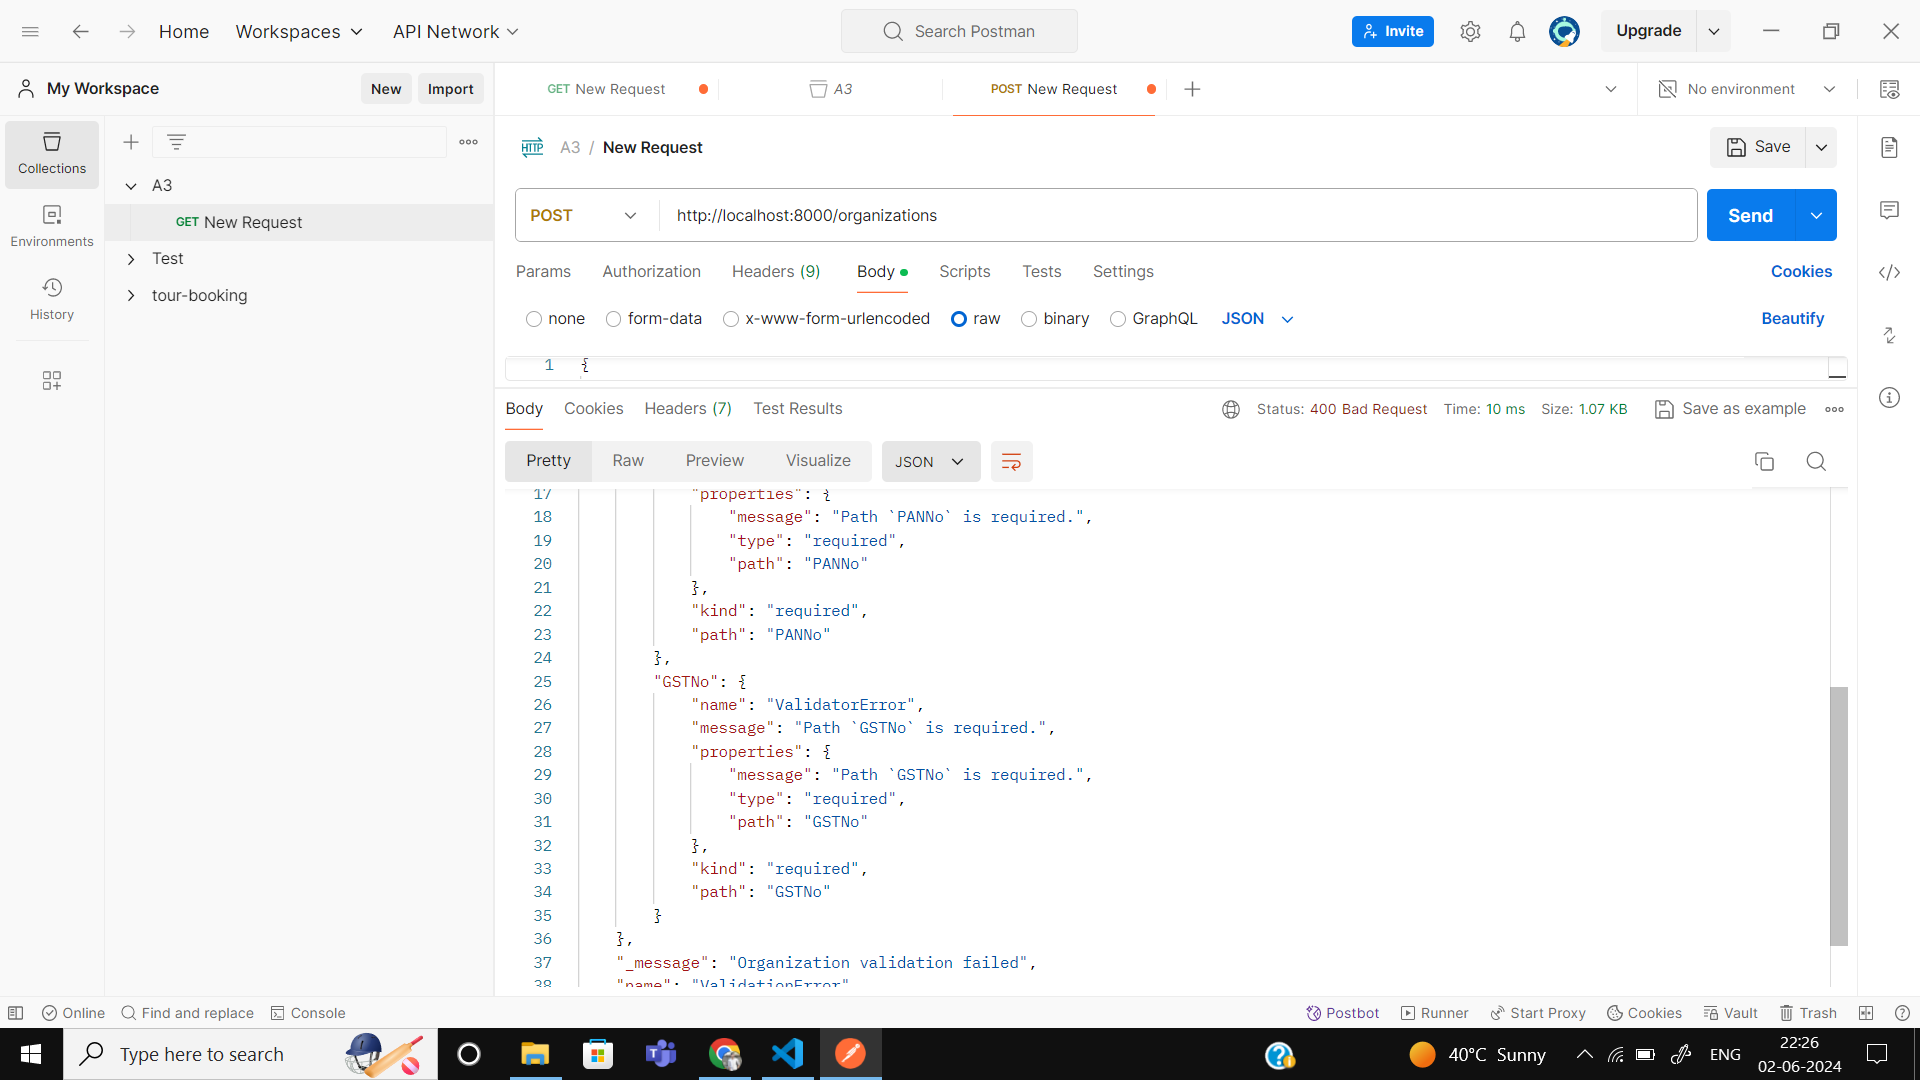 Home
Workspaces
API Network
Search Postman
Invite
Upgrade
My Workspace
New
Import
GET New Request
A3
POST New Request
No environment
Collections
A3
HTTP A3 / New Request
Save
GET New Request
POST
http://localhost:8000/organizations
Send
Environments
Test
Params
Authorization
Headers (9)
Body
Scripts
Tests
Settings
Cookies
tour-booking
History
none
form-data
x-www-form-urlencoded
raw
binary
GraphQL
JSON
Beautify
1 {
Body
Cookies
Headers (7)
Test Results
Status: 400 Bad Request
Time: 10 ms
Size: 1.07 KB
Save as example
Pretty
Raw
Preview
Visualize
JSON
17 "properties": {
18 "message": "Path `PANNo` is required.",
19 "type": "required",
20 "path": "PANNo"
21 },
22 "kind": "required",
23 "path": "PANNo"
24 },
25 "GSTNo": {
26 "name": "ValidatorError",
27 "message": "Path `GSTNo` is required.",
28 "properties": {
29 "message": "Path `GSTNo` is required.",
30 "type": "required",
31 "path": "GSTNo"
32 },
33 "kind": "required",
34 "path": "GSTNo"
35 }
36 },
37 "_message": "Organization validation failed",
38 "name": "ValidationError"
Online
Find and replace
Console
Postbot
Runner
Start Proxy
Cookies
Vault
Trash
Type here to search
40°C Sunny
ENG
22:26
02-06-2024